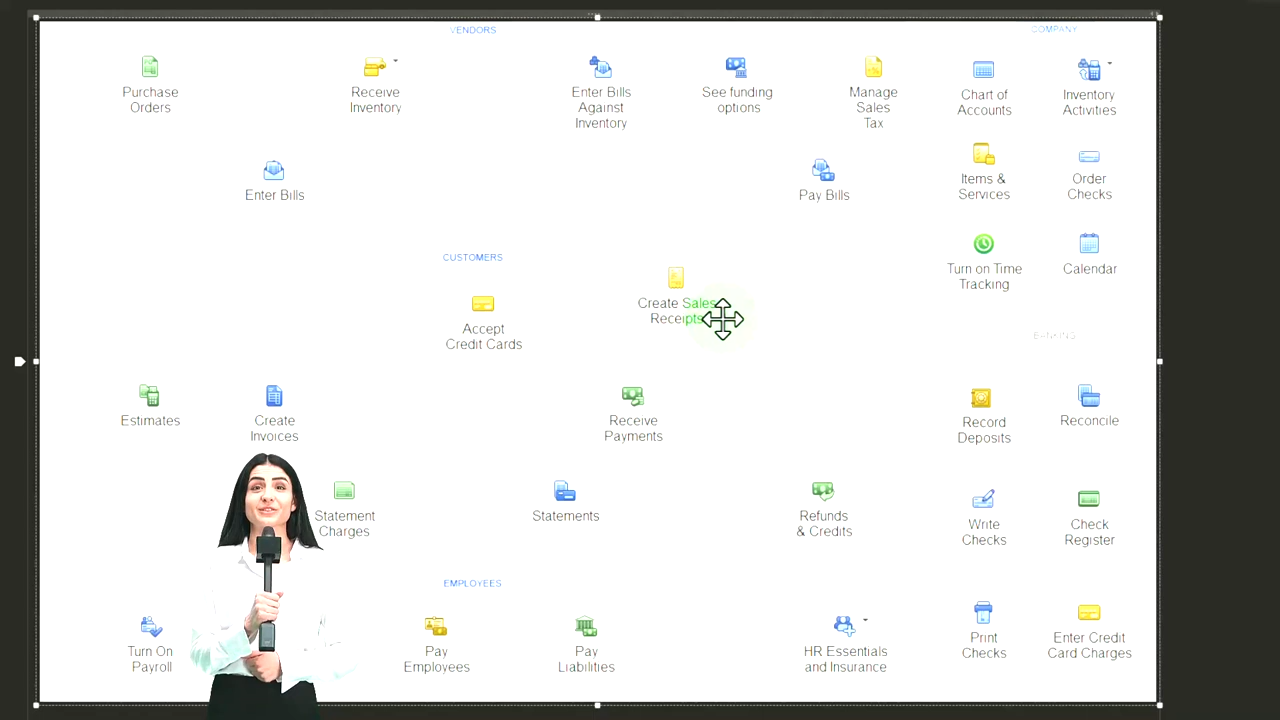 VENDORS
COMPANY
Purchase
Orders
Receive
Inventory
Enter Bills
Against
Inventory
See funding
options
Manage
Sales
Tax
Chart of
Accounts
Inventory
Activities
Enter Bills
Pay Bills
Items &
Services
Order
Checks
Turn on Time
Tracking
Calendar
CUSTOMERS
Create Sales
Receipts
Accept
Credit Cards
BANKING
Estimates
Create
Invoices
Receive
Payments
Record
Deposits
Reconcile
Statement
Charges
Statements
Refunds
& Credits
Write
Checks
Check
Register
EMPLOYEES
Turn On
Payroll
Pay
Employees
Pay
Liabilities
HR Essentials
and Insurance
Print
Checks
Enter Credit
Card Charges